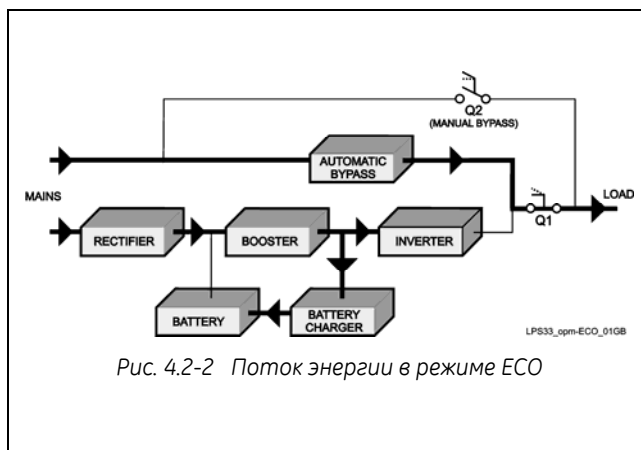 Q2
(MANUAL BYPASS)
AUTOMATIC
BYPASS
MAINS
LOAD
Q1
RECTIFIER
BOOSTER
INVERTER
BATTERY
BATTERY
CHARGER
LPS33_opm-ECO_01GB
Рис. 4.2-2 Поток энергии в режиме ECO